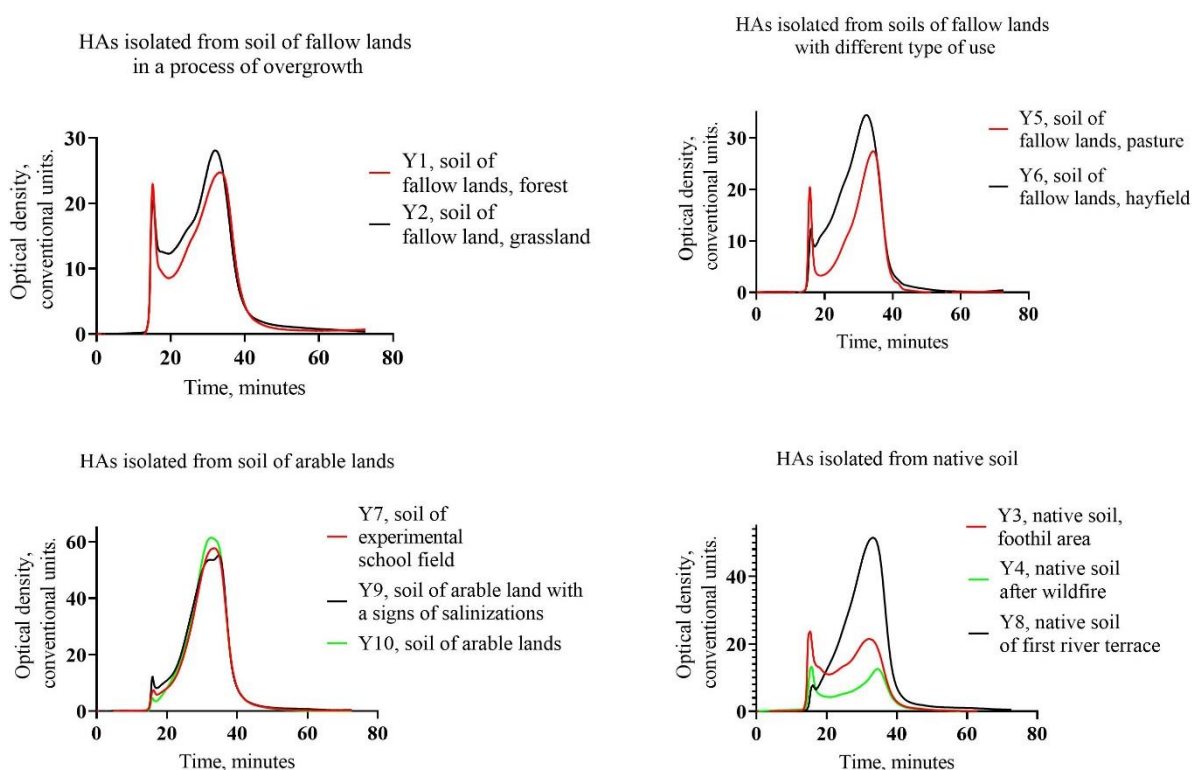 HAs isolated from soil of fallow lands
in a process of overgrowth
Optical density,
conventional units.
30
20
10
0
0
20
40
60
80
Time, minutes
Y1, soil of
fallow lands, forest
Y2, soil of
fallow land, grassland
HAs isolated from soils of fallow lands
with different type of use
Optical density,
conventional units.
30
20
10
0
0
20
40
60
80
Time, minutes
Y5, soil of
fallow lands, pasture
Y6, soil of
fallow lands, hayfield
HAs isolated from soil of arable lands
Optical density,
conventional units.
60
40
20
0
0
20
40
60
80
Time, minutes
Y7, soil of
experimental
school field
Y9, soil of arable land with
a signs of salinizations
Y10, soil of arable lands
HAs isolated from native soil
Optical density,
conventional units.
40
20
0
0
20
40
60
80
Time, minutes
Y3, native soil,
foothil area
Y4, native soil
after wildfire
Y8, native soil
of first river terrace